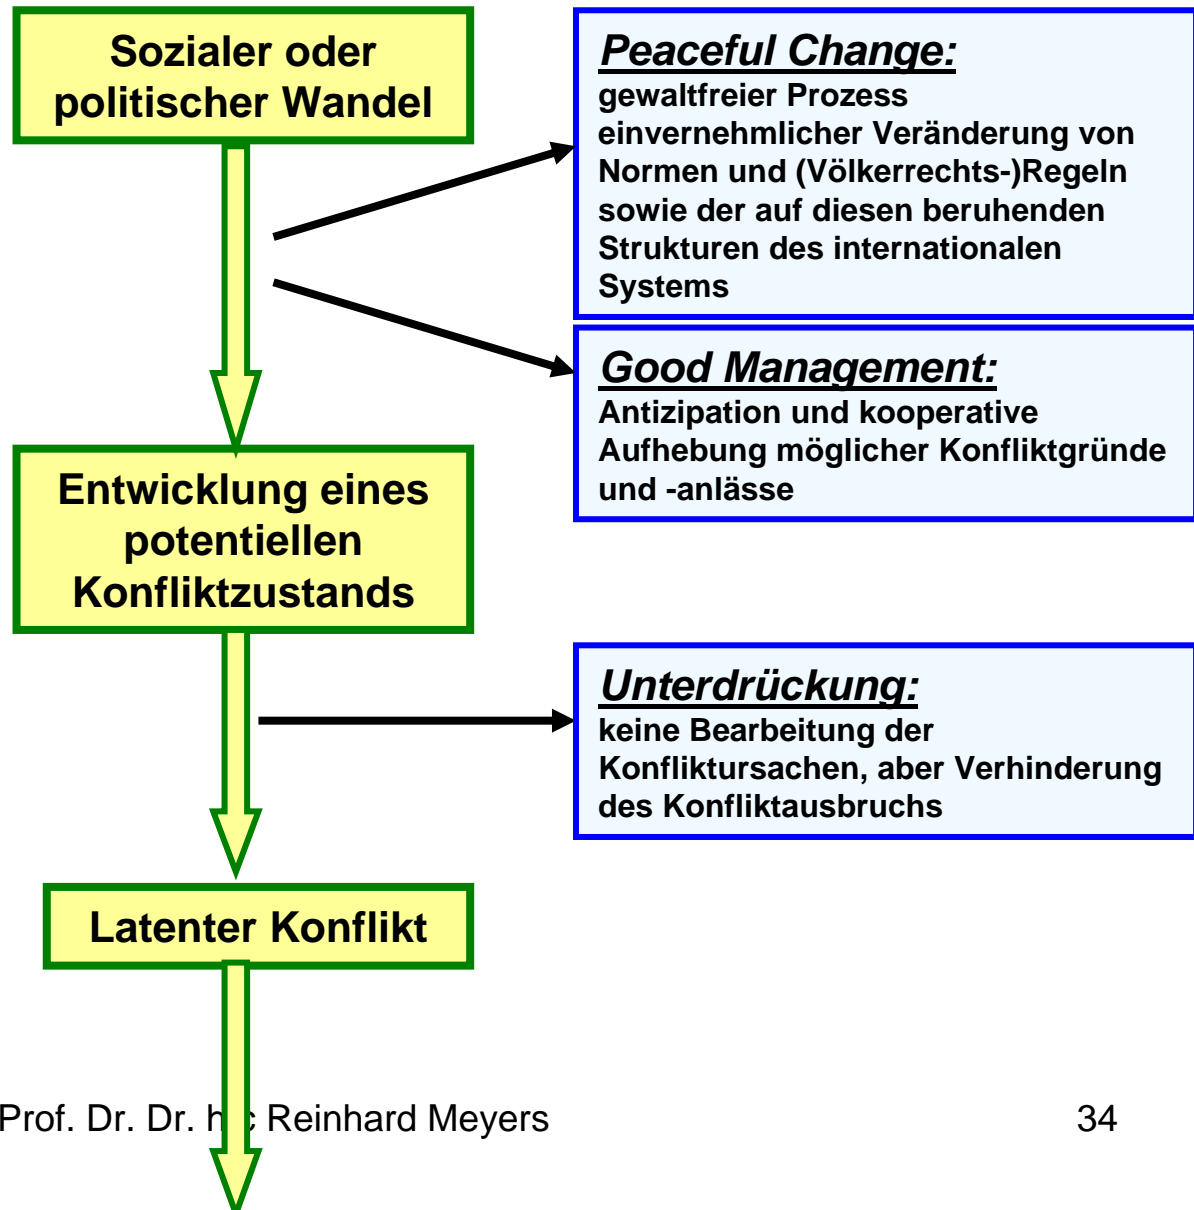 Sozialer oder
politischer Wandel
Peaceful Change:
gewaltfreier Prozess
einvernehmlicher Veränderung von
Normen und (Völkerrechts-)Regeln
sowie der auf diesen beruhenden
Strukturen des internationalen
Systems
Good Management:
Antizipation und kooperative
Aufhebung möglicher Konfliktgründe
und -anlässe
Entwicklung eines
potentiellen
Konfliktzustands
Unterdrückung:
keine Bearbeitung der
Konfliktursachen, aber Verhinderung
des Konfliktausbruchs
Latenter Konflikt
Prof. Dr. Dr. h c Reinhard Meyers
34